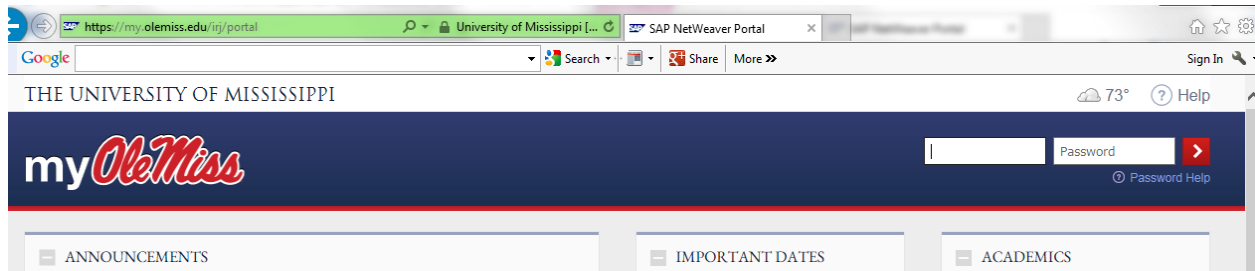 https://my.olemiss.edu/irj/portal University of Mississippi [... SAP NetWeaver Portal
Google Search Share More >> Sign In
THE UNIVERSITY OF MISSISSIPPI 73° ? Help
my Ole Miss Password
? Password Help
ANNOUNCEMENTS IMPORTANT DATES ACADEMICS